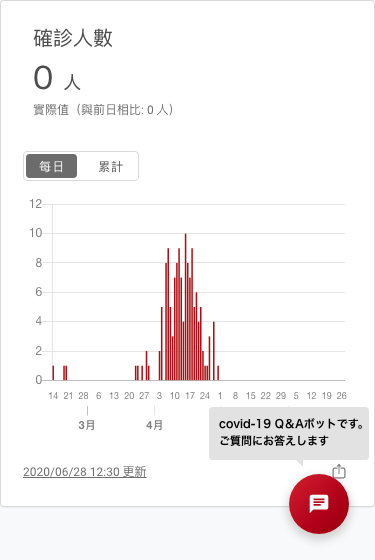 確診人數
0 人
實際值（與前日相比: 0 人）
每日 累計
12
10
8
6
4
2
0
14 21 28 6 13 20 27 3 10 17 24 1 8 15 22 29 5 12 19 26
3月 4月
covid-19 Q&Aボットです。
ご質問にお答えします
2020/06/28 12:30 更新